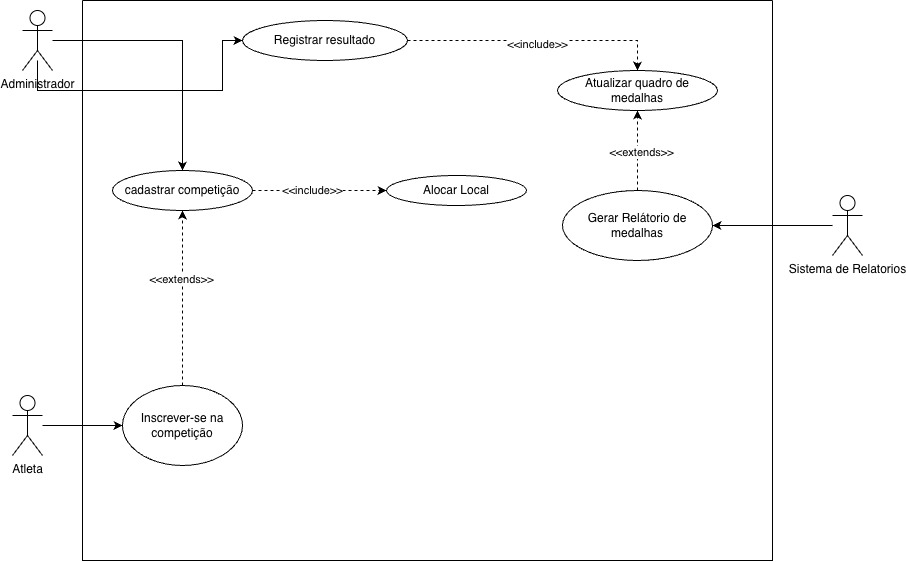 Registrar resultado
<<include>>
Administrador
Atualizar quadro de
medalhas
<<extends>>
cadastrar competição
<<include>>
Alocar Local
Gerar Relátorio de
medalhas
Sistema de Relatorios
<<extends>>
Inscrever-se na
competição
Atleta